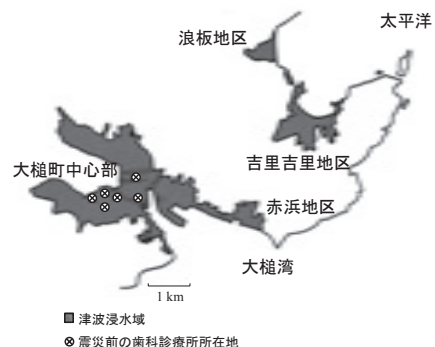 太平洋
浪板地区
吉里吉里地区
大槌町中心部
赤浜地区
大槌湾
1 km
津波浸水域
震災前の歯科診療所所在地